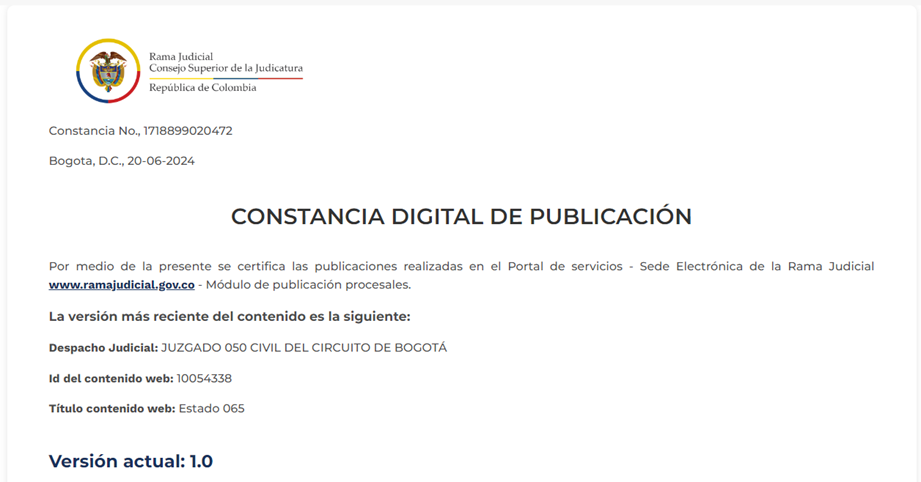 Rama Judicial
Consejo Superior de la Judicatura
República de Colombia
Constancia No., 1718899020472
Bogota, D.C., 20-06-2024
CONSTANCIA DIGITAL DE PUBLICACIÓN
Por medio de la presente se certifica las publicaciones realizadas en el Portal de servicios - Sede Electrónica de la Rama Judicial
www.ramajudicial.gov.co - Módulo de publicación procesales.
La versión más reciente del contenido es la siguiente:
Despacho Judicial: JUZGADO 050 CIVIL DEL CIRCUITO DE BOGOTÁ
Id del contenido web: 10054338
Título contenido web: Estado 065
Versión actual: 1.0